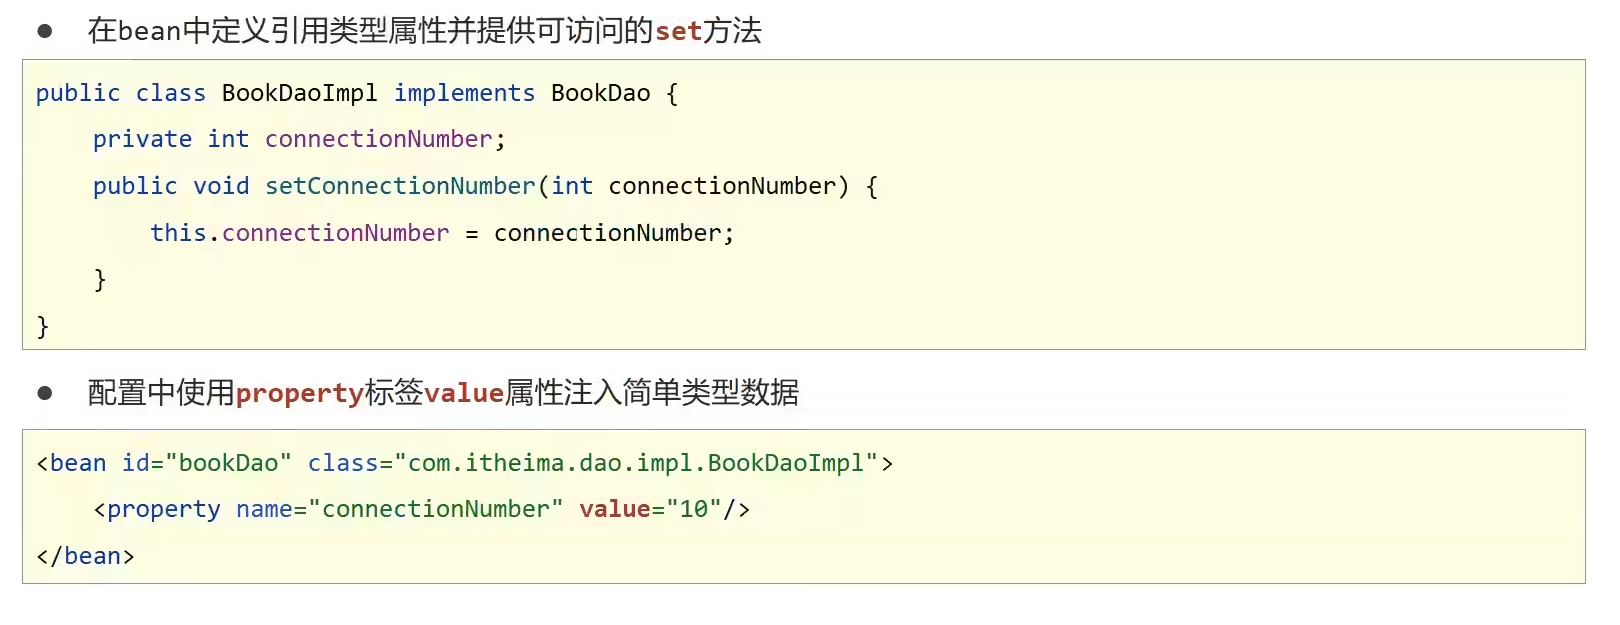 ● 在bean中定义引用类型属性并提供可访问的set方法
public class BookDaoImpl implements BookDao {
    private int connectionNumber;
    public void setConnectionNumber(int connectionNumber) {
        this.connectionNumber = connectionNumber;
    }
}
● 配置中使用property标签value属性注入简单类型数据
<bean id="bookDao" class="com.itheima.dao.impl.BookDaoImpl">
    <property name="connectionNumber" value="10"/>
</bean>